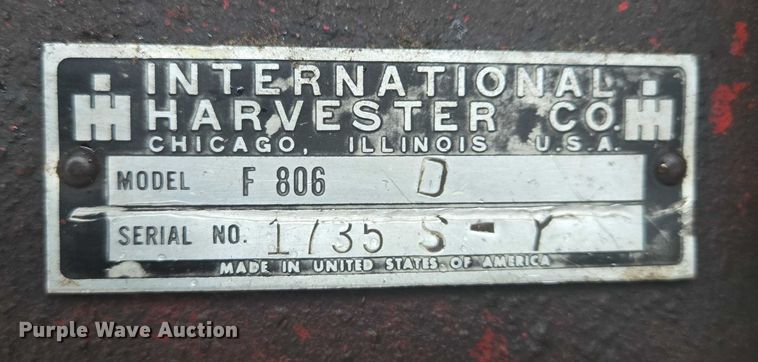 INTERNATIONAL
HARVESTER CO.
CHICAGO, ILLINOIS U.S.A.
MODEL F 806 D
SERIAL NO. 1735 S-Y
MADE IN UNITED STATES OF AMERICA
Purple Wave Auction